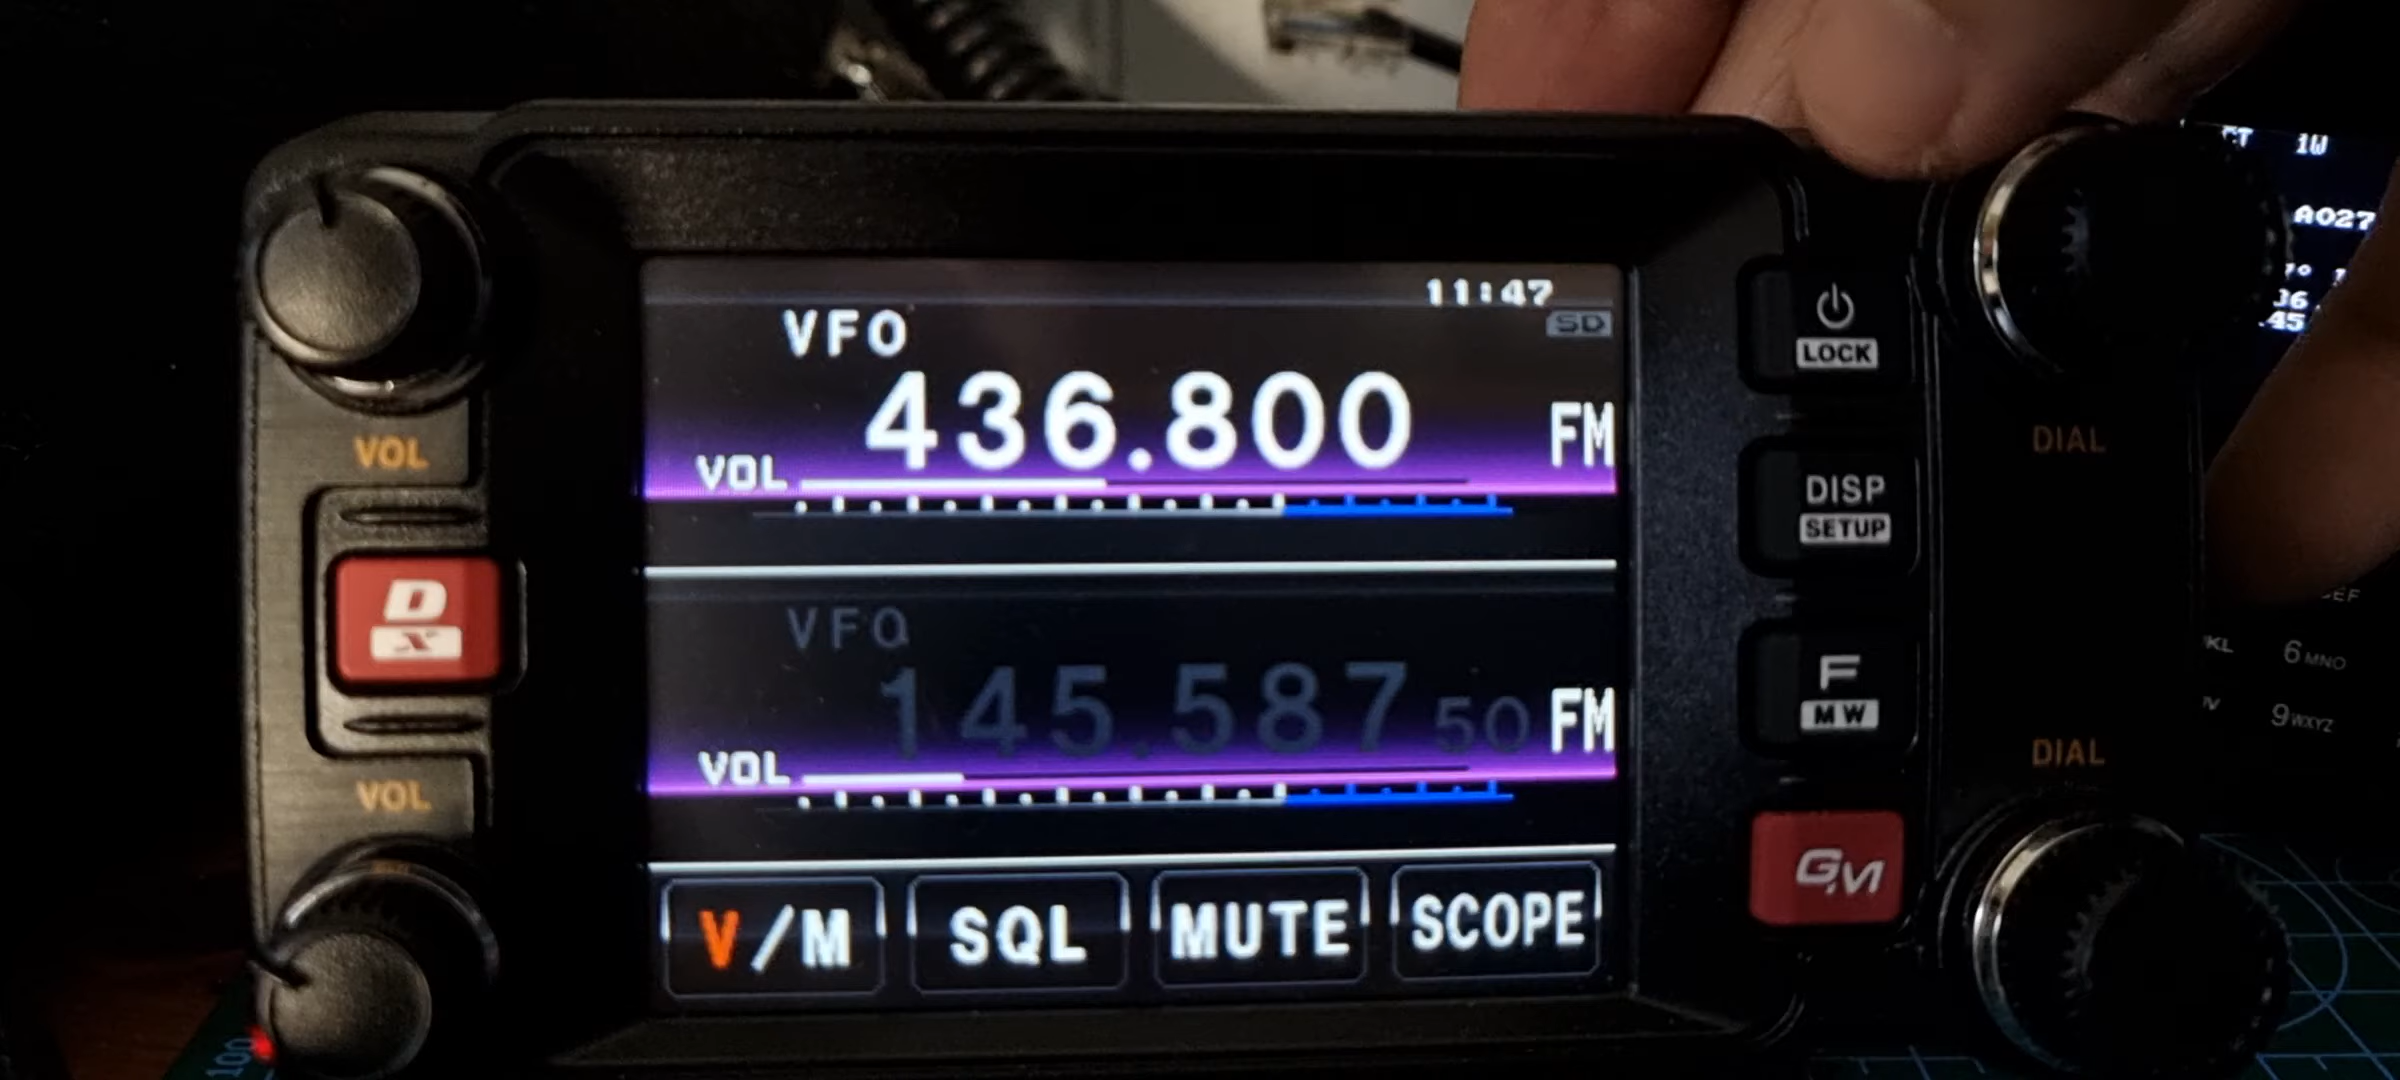 11:47
SD
VFO
436.800 FM
VOL
VFO
145.587 50 FM
VOL
V/M SQL MUTE SCOPE
VOL
D
X
VOL
LOCK
DISP
SETUP
F
MW
GM
DIAL
DIAL
1W
A027
6 MNO
9 WXYZ
100